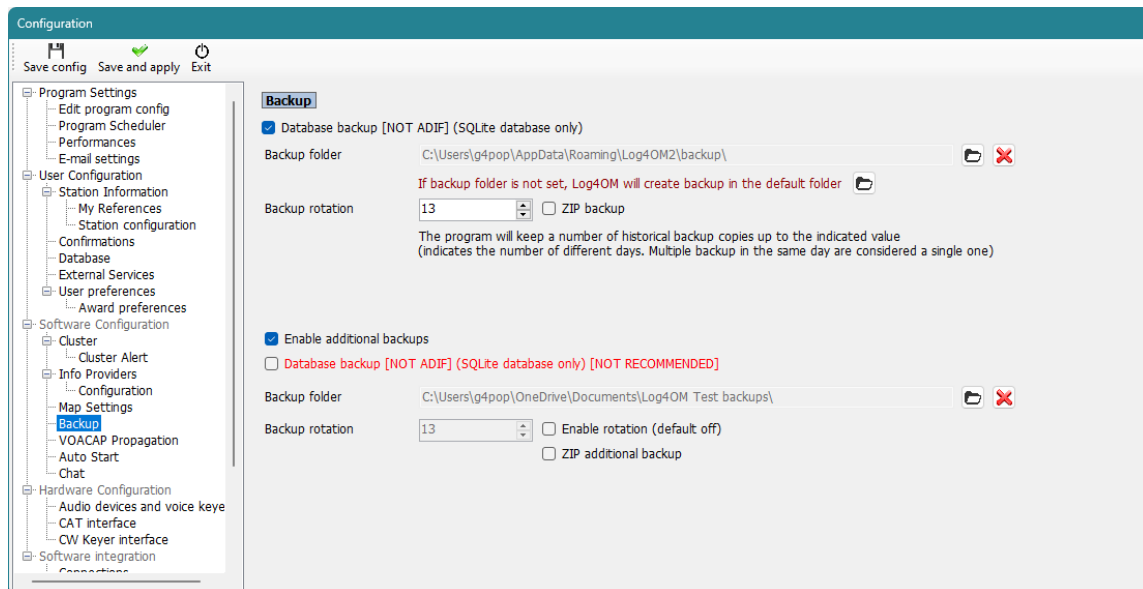 Configuration
Save config Save and apply Exit
Program Settings
Edit program config
Program Scheduler
Performances
E-mail settings
User Configuration
Station Information
My References
Station configuration
Confirmations
Database
External Services
User preferences
Award preferences
Software Configuration
Cluster
Cluster Alert
Info Providers
Configuration
Map Settings
Backup
VOACAP Propagation
Auto Start
Chat
Hardware Configuration
Audio devices and voice keye
CAT interface
CW Keyer interface
Software integration
Connections
Backup
Database backup [NOT ADIF] (SQLite database only)
Backup folder C:\Users\g4pop\AppData\Roaming\Log4OM2\backup\
If backup folder is not set, Log4OM will create backup in the default folder
Backup rotation 13 ZIP backup
The program will keep a number of historical backup copies up to the indicated value
(indicates the number of different days. Multiple backup in the same day are considered a single one)
Enable additional backups
Database backup [NOT ADIF] (SQLite database only) [NOT RECOMMENDED]
Backup folder C:\Users\g4pop\OneDrive\Documents\Log4OM Test backups\
Backup rotation 13 Enable rotation (default off)
ZIP additional backup